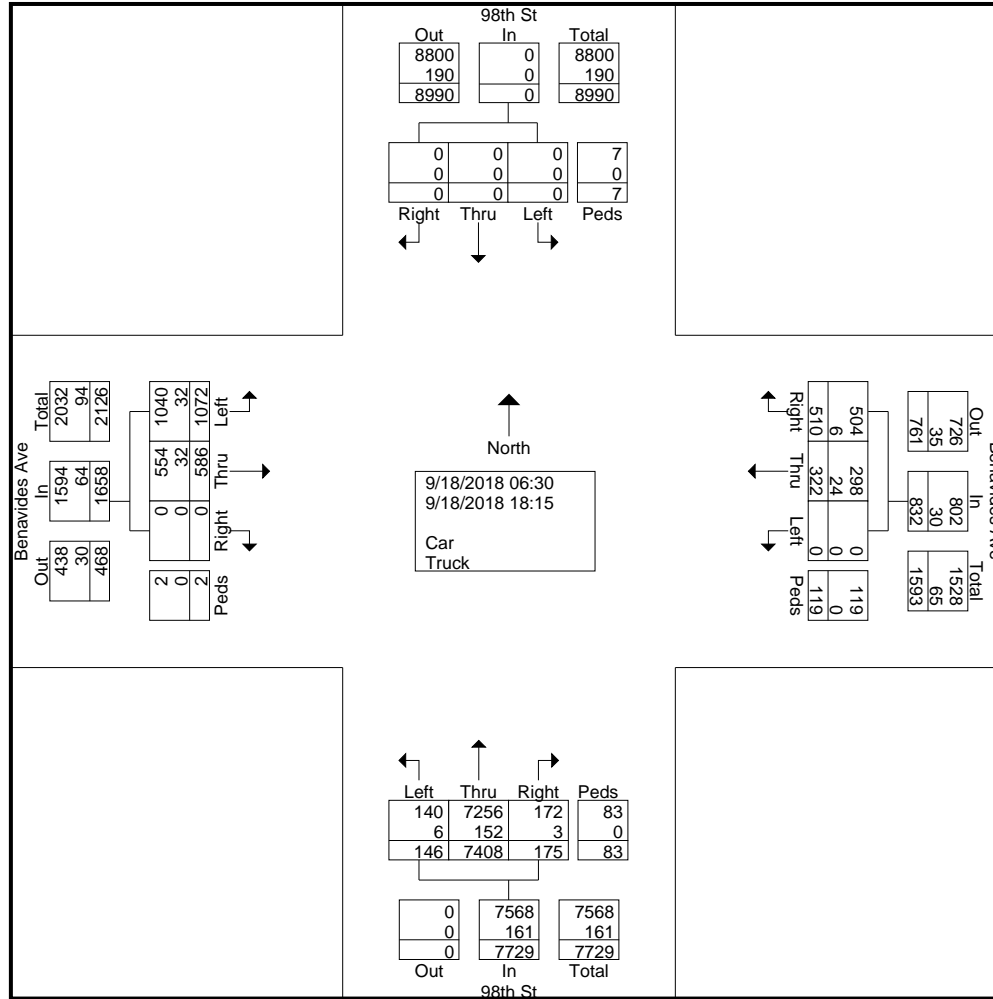 98th St
Out In Total
8800 0 8800
190 0 190
8990 0 8990
0 0 0 7
0 0 0 0
0 0 0 7
Right Thru Left Peds
Benavides Ave
Total In Out
2032 1594 438
94 64 30
2126 1658 468
1040 554 0 2
32 32 0 0
1072 586 0 2
Left Thru Right Peds
North
9/18/2018 06:30
9/18/2018 18:15
Car
Truck
Right Thru Left Peds
504 298 0 119
6 24 0 0
510 322 0 119
Out In Total
726 802 1528
35 30 65
761 832 1593
Left Thru Right Peds
140 7256 172 83
6 152 3 0
146 7408 175 83
0 7568 7568
0 161 161
0 7729 7729
Out In Total
98th St